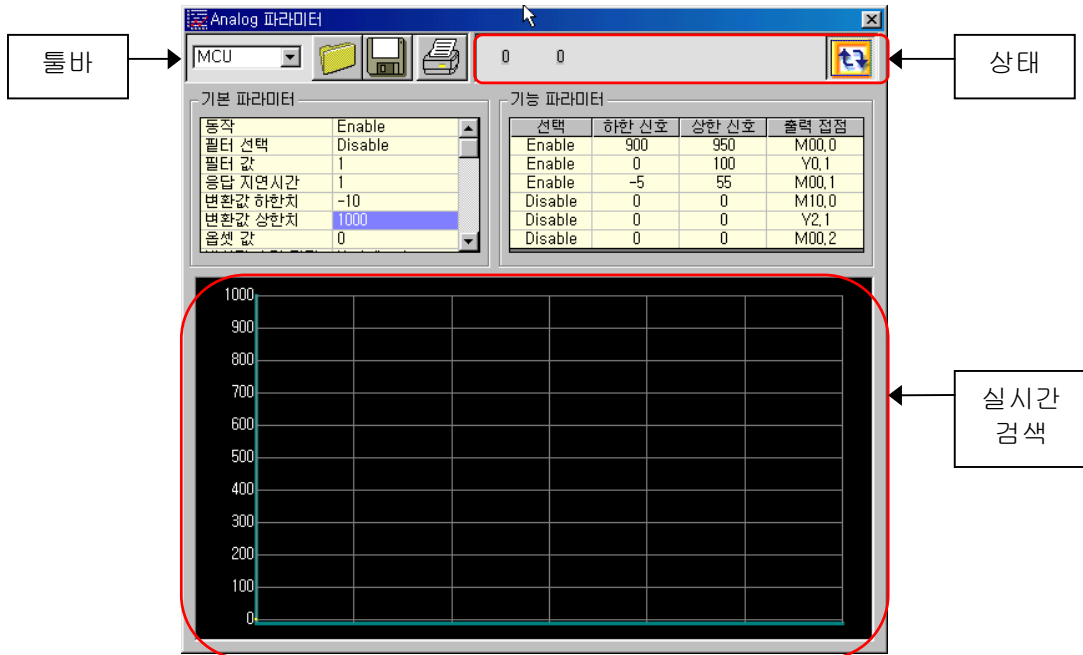 Analog 파라미터
툴바
MCU
0 0
상태
기본 파라미터
동작 Enable
필터 선택 Disable
필터 값 1
응답 지연시간 1
변환값 하한치 -10
변환값 상한치 1000
옵셋 값 0
기능 파라미터
선택 하한 신호 상한 신호 출력 접점
Enable 900 950 M00,0
Enable 0 100 Y0,1
Enable -5 55 M00,1
Disable 0 0 M10,0
Disable 0 0 Y2,1
Disable 0 0 M00,2
1000
900
800
700
600
500
400
300
200
100
0
실시간
검색